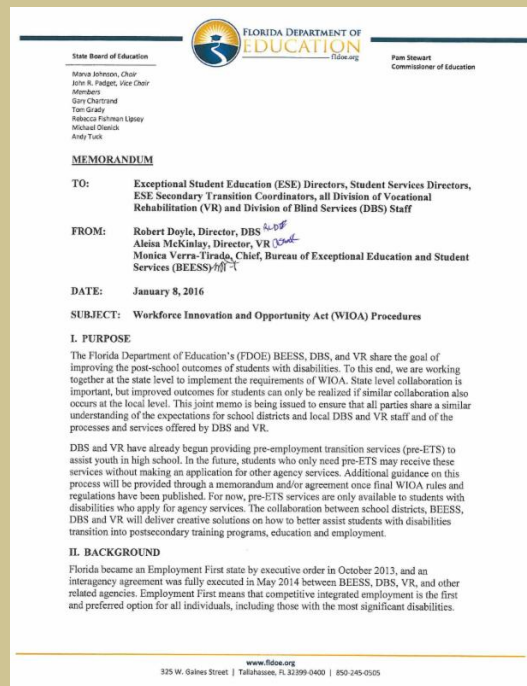 FLORIDA DEPARTMENT OF
EDUCATION
fldoe.org
State Board of Education
Marva Johnson, Chair
John R. Padget, Vice Chair
Members
Gary Chartrand
Tom Grady
Rebecca Fishman Lipsey
Michael Olenick
Andy Tuck
Pam Stewart
Commissioner of Education
MEMORANDUM
TO: Exceptional Student Education (ESE) Directors, Student Services Directors,
ESE Secondary Transition Coordinators, all Division of Vocational
Rehabilitation (VR) and Division of Blind Services (DBS) Staff
FROM: Robert Doyle, Director, DBS
Aleisa McKinlay, Director, VR
Monica Verra-Tirado, Chief, Bureau of Exceptional Education and Student
Services (BEESS)
DATE: January 8, 2016
SUBJECT: Workforce Innovation and Opportunity Act (WIOA) Procedures
I. PURPOSE
The Florida Department of Education's (FDOE) BEESS, DBS, and VR share the goal of
improving the post-school outcomes of students with disabilities. To this end, we are working
together at the state level to implement the requirements of WIOA. State level collaboration is
important, but improved outcomes for students can only be realized if similar collaboration also
occurs at the local level. This joint memo is being issued to ensure that all parties share a similar
understanding of the expectations for school districts and local DBS and VR staff and of the
processes and services offered by DBS and VR.
DBS and VR have already begun providing pre-employment transition services (pre-ETS) to
assist youth in high school. In the future, students who only need pre-ETS may receive these
services without making an application for other agency services. Additional guidance on this
process will be provided through a memorandum and/or agreement once final WIOA rules and
regulations have been published. For now, pre-ETS services are only available to students with
disabilities who apply for agency services. The collaboration between school districts, BEESS,
DBS and VR will deliver creative solutions on how to better assist students with disabilities
transition into postsecondary training programs, education and employment.
II. BACKGROUND
Florida became an Employment First state by executive order in October 2013, and an
interagency agreement was fully executed in May 2014 between BEESS, DBS, VR, and other
related agencies. Employment First means that competitive integrated employment is the first
and preferred option for all individuals, including those with the most significant disabilities.
www.fldoe.org
325 W. Gaines Street | Tallahassee, FL 32399-0400 | 850-245-0505